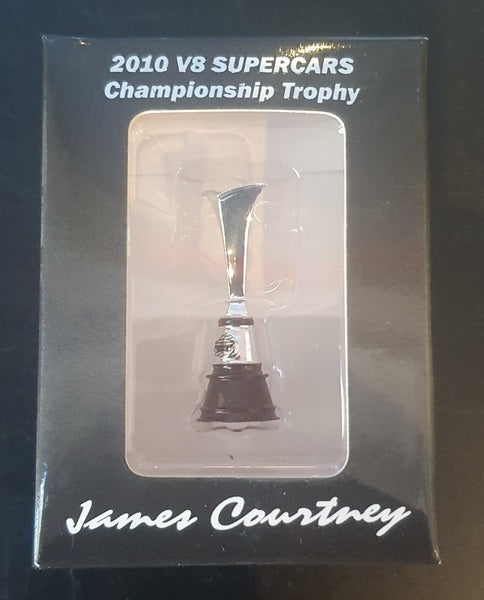 2010 V8 SUPERCARS
Championship Trophy
James Courtney